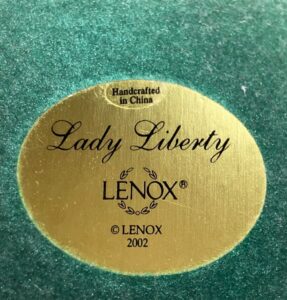 Handcrafted
in China
Lady Liberty
LENOX®
© LENOX
2002